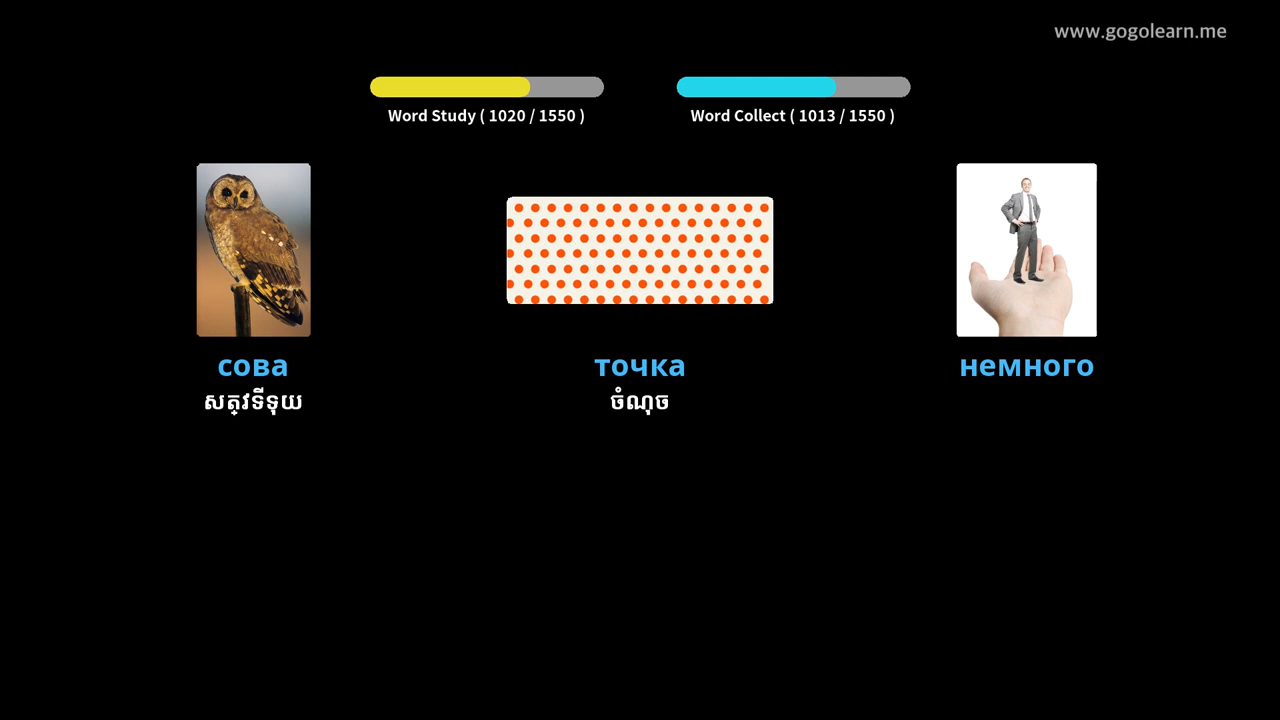 www.gogolearn.me
Word Study ( 1020 / 1550 )
Word Collect ( 1013 / 1550 )
сова
точка
немного
សត្វទីទុយ
ចំណុច